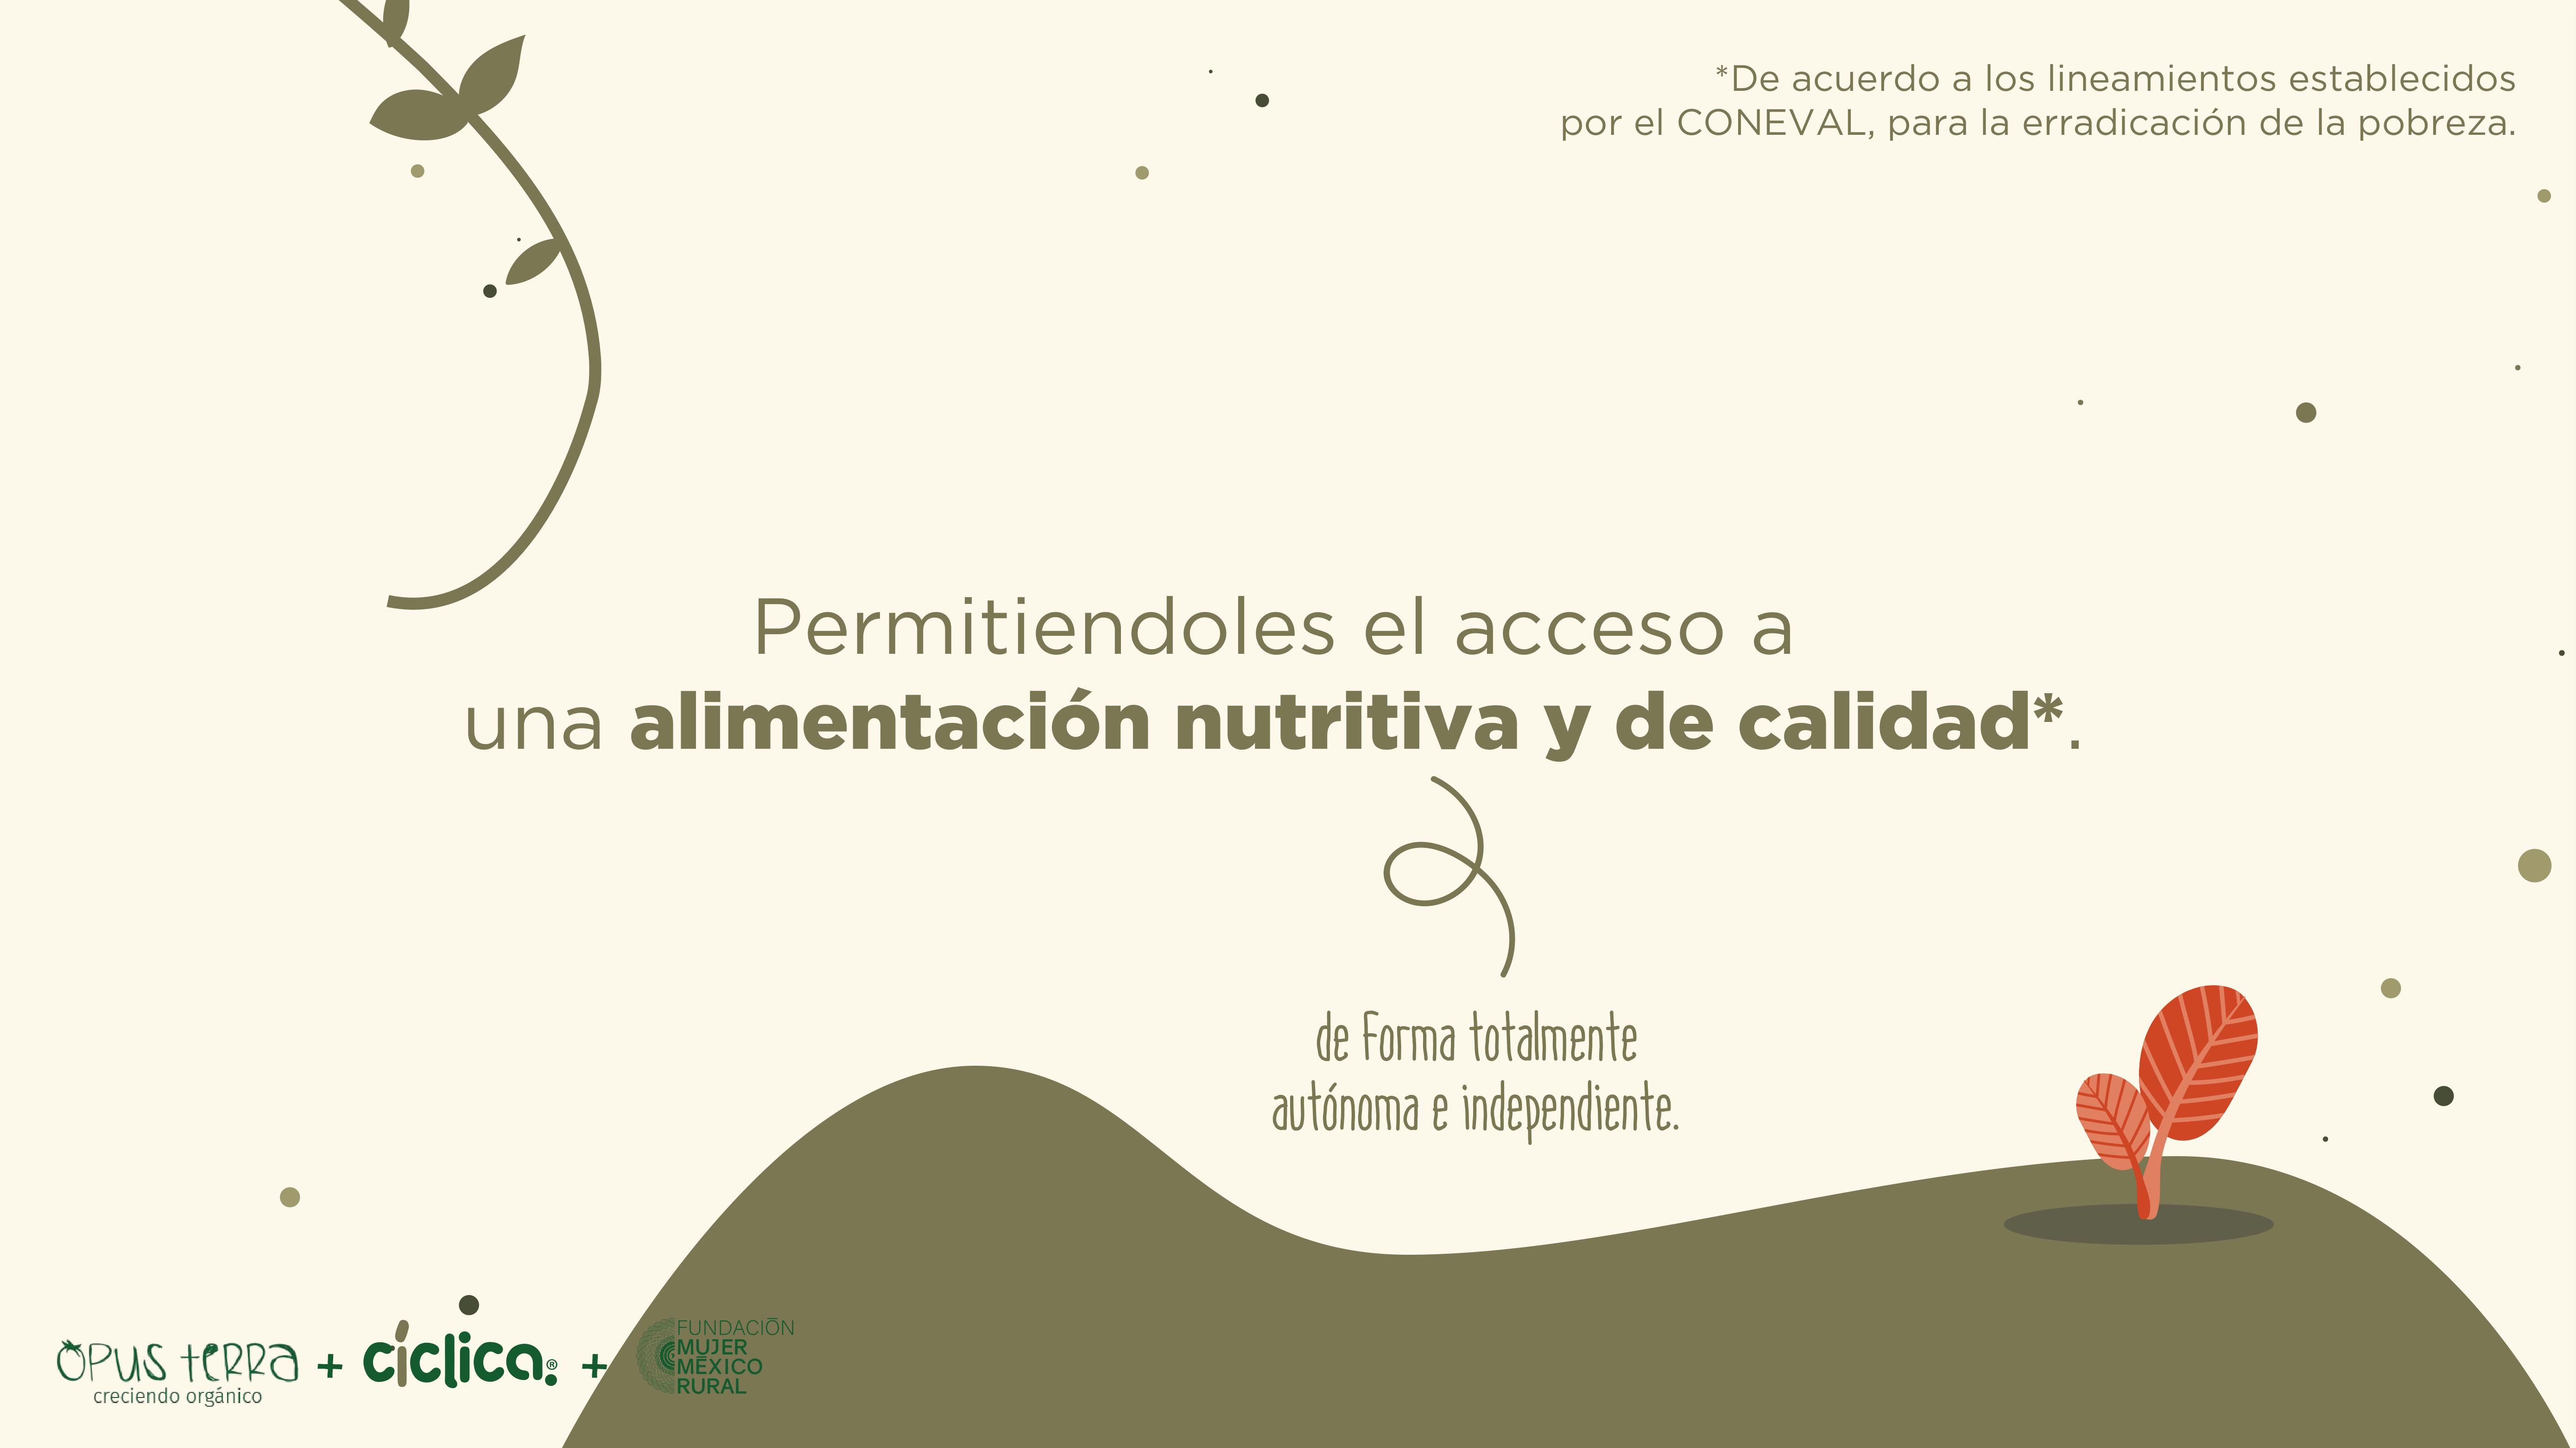 *De acuerdo a los lineamientos establecidos
por el CONEVAL, para la erradicación de la pobreza.
Permitiendoles el acceso a
una alimentación nutritiva y de calidad*.
de Forma totalmente
autónoma e independiente.
OPUS tERRa
creciendo orgánico
+
cíclica.®
+
FUNDACIÓN
MUJER
MÉXICO
RURAL